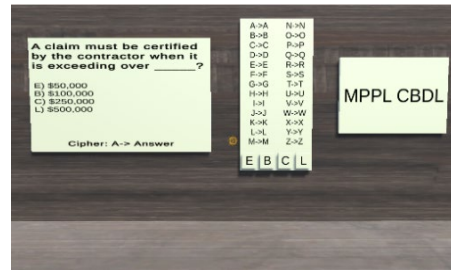 A claim must be certified
by the contractor when it
is exceeding over ______?
E) $50,000
B) $100,000
C) $250,000
L) $500,000
Cipher: A-> Answer
A->A N->N
B->B O->O
C->C P->P
D->D Q->Q
E->E R->R
F->F S->S
G->G T->T
H->H U->U
I->I V->V
J->J W->W
K->K X->X
L->L Y->Y
M->M Z->Z
E B C L
MPPL CBDL